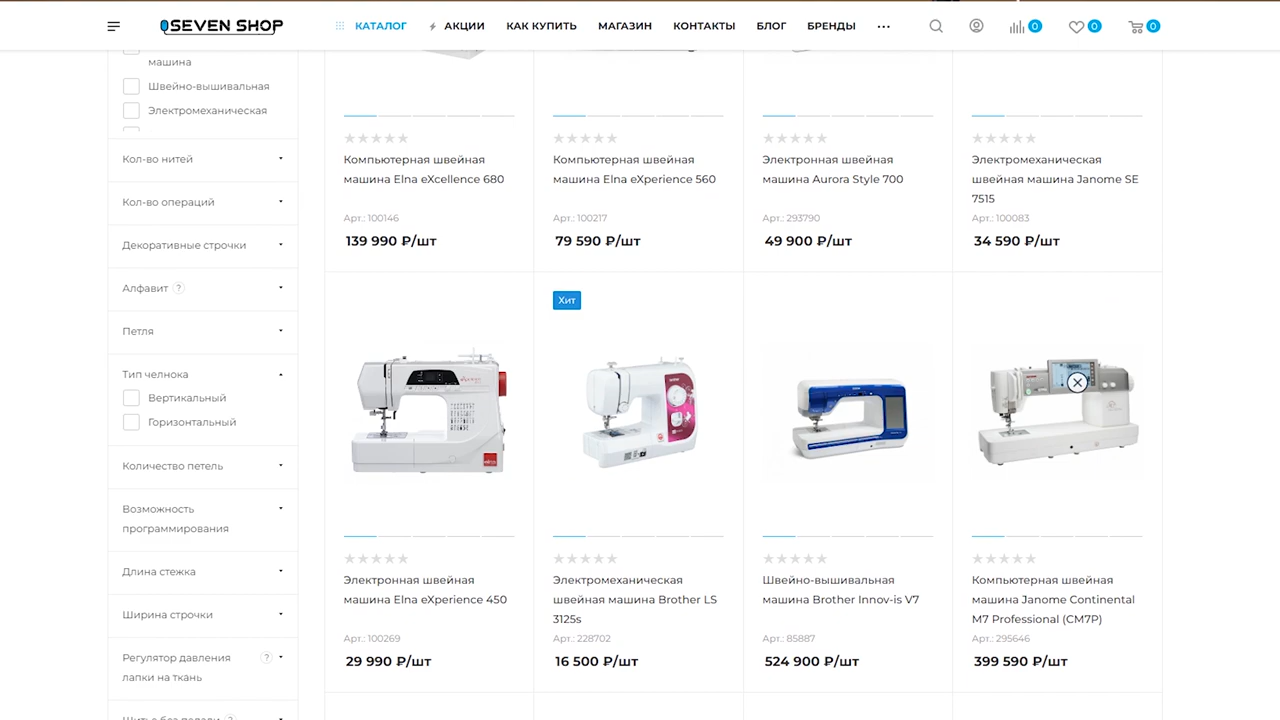 SEVEN SHOP
КАТАЛОГ
АКЦИИ
КАК КУПИТЬ
МАГАЗИН
КОНТАКТЫ
БЛОГ
БРЕНДЫ
0
0
0
машина
Швейно-вышивальная
Электромеханическая
Кол-во нитей
Кол-во операций
Декоративные строчки
Алфавит ?
Петля
Тип челнока
Вертикальный
Горизонтальный
Количество петель
Возможность
программирования
Длина стежка
Ширина строчки
Регулятор давления
лапки на ткань
?
Шитье без педали ?
Компьютерная швейная
машина Elna eXcellence 680
Арт.: 100146
139 990 ₽/шт
Компьютерная швейная
машина Elna eXperience 560
Арт.: 100217
79 590 ₽/шт
Электронная швейная
машина Aurora Style 700
Арт.: 293790
49 900 ₽/шт
Электромеханическая
швейная машина Janome SE
7515
Арт.: 100083
34 590 ₽/шт
Электронная швейная
машина Elna eXperience 450
Арт.: 100269
29 990 ₽/шт
Хит
Электромеханическая
швейная машина Brother LS
3125s
Арт.: 228702
16 500 ₽/шт
Швейно-вышивальная
машина Brother Innov-is V7
Арт.: 85887
524 900 ₽/шт
Компьютерная швейная
машина Janome Continental
M7 Professional (CM7P)
Арт.: 295646
399 590 ₽/шт